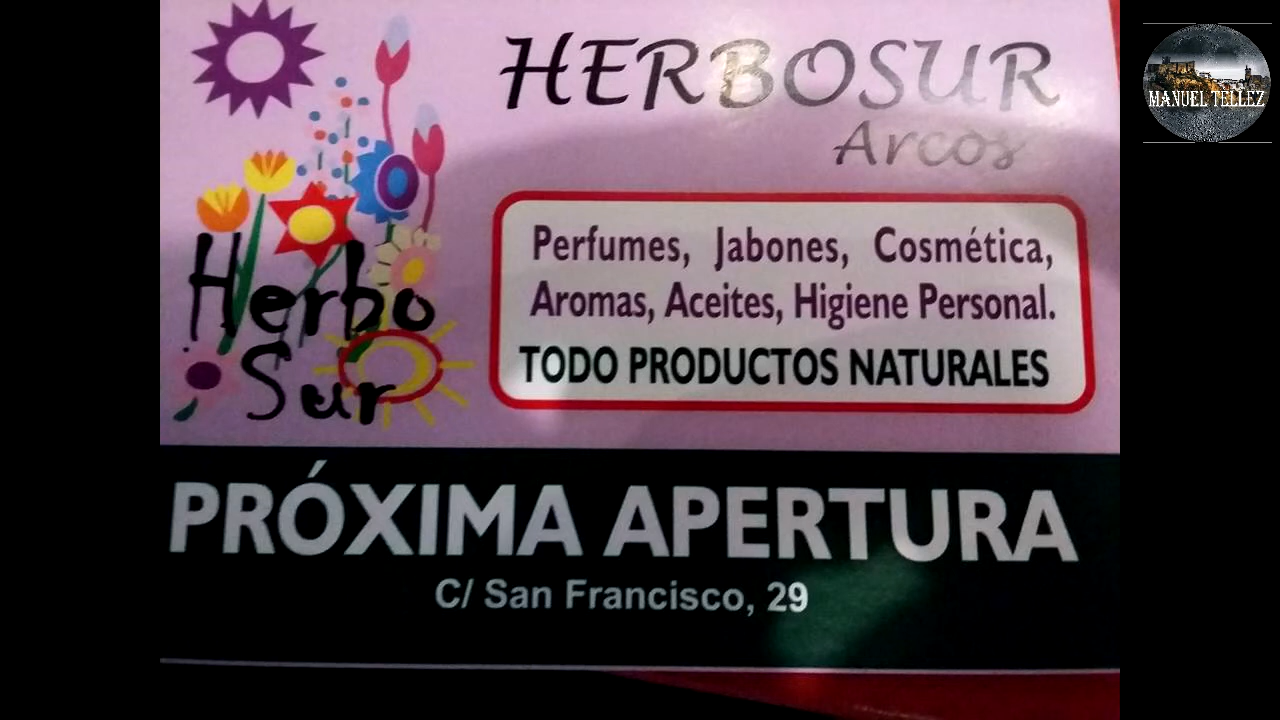 HERBOSUR
Arcos
Herbo
Sur
Perfumes, Jabones, Cosmética,
Aromas, Aceites, Higiene Personal.
TODO PRODUCTOS NATURALES
PRÓXIMA APERTURA
C/ San Francisco, 29
MANUEL TELLEZ